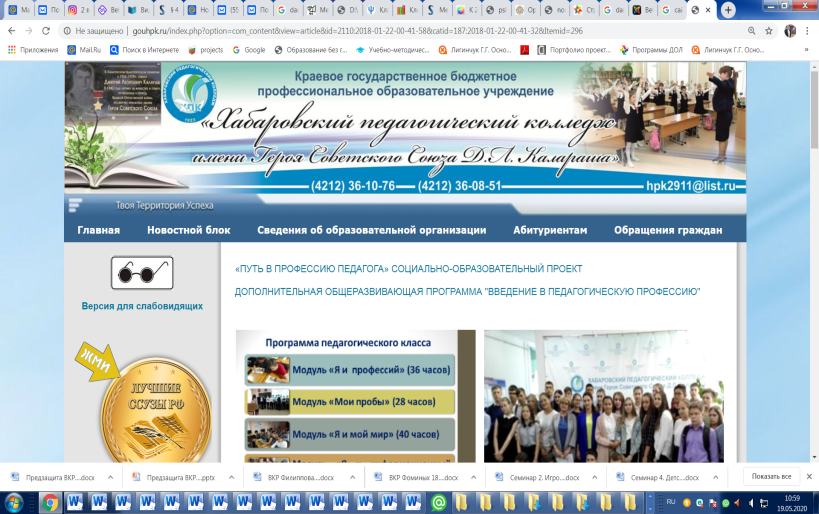 Не защищено | gouhpk.ru/index.php?option=com_content&view=article&id=2110:2018-01-22-00-41-58&catid=187:2018-01-22-00-41-32&Itemid=296
Приложения Mail.Ru Поиск в Интернете projects Google Образование без г... Учебно-методичес... Лигинчук Г.Г. Осно... Портфолио проект... Программы ДОЛ Лигинчук Г.Г. Осно... »
Краевое государственное бюджетное
профессиональное образовательное учреждение
«Хабаровский педагогический колледж
имени Героя Советского Союза Д.Л. Калараша»
(4212) 36-10-76 (4212) 36-08-51 hpk2911@list.ru
Твоя Территория Успеха
Главная Новостной блок Сведения об образовательной организации Абитуриентам Обращения граждан
Версия для слабовидящих
ЖМИ
ЛУЧШИЕ
ССУЗЫ РФ
«ПУТЬ В ПРОФЕССИЮ ПЕДАГОГА» СОЦИАЛЬНО-ОБРАЗОВАТЕЛЬНЫЙ ПРОЕКТ
ДОПОЛНИТЕЛЬНАЯ ОБЩЕРАЗВИВАЮЩАЯ ПРОГРАММА "ВВЕДЕНИЕ В ПЕДАГОГИЧЕСКУЮ ПРОФЕССИЮ"
Программа педагогического класса
Модуль «Я и профессий» (36 часов)
Модуль «Мои пробы» (28 часов)
Модуль «Я и мой мир» (40 часов)
ХАБАРОВСКИЙ ПЕДАГОГИЧЕСКИЙ КОЛЛЕДЖ
Предзащита ВКР....docx Предзащита ВКР....pptx ВКР Филиппова....docx ВКР Фоминых 18....docx Семинар 2. Игро....docx Семинар 4. Детс....docx Показать все
RU 10:59
19.05.2020